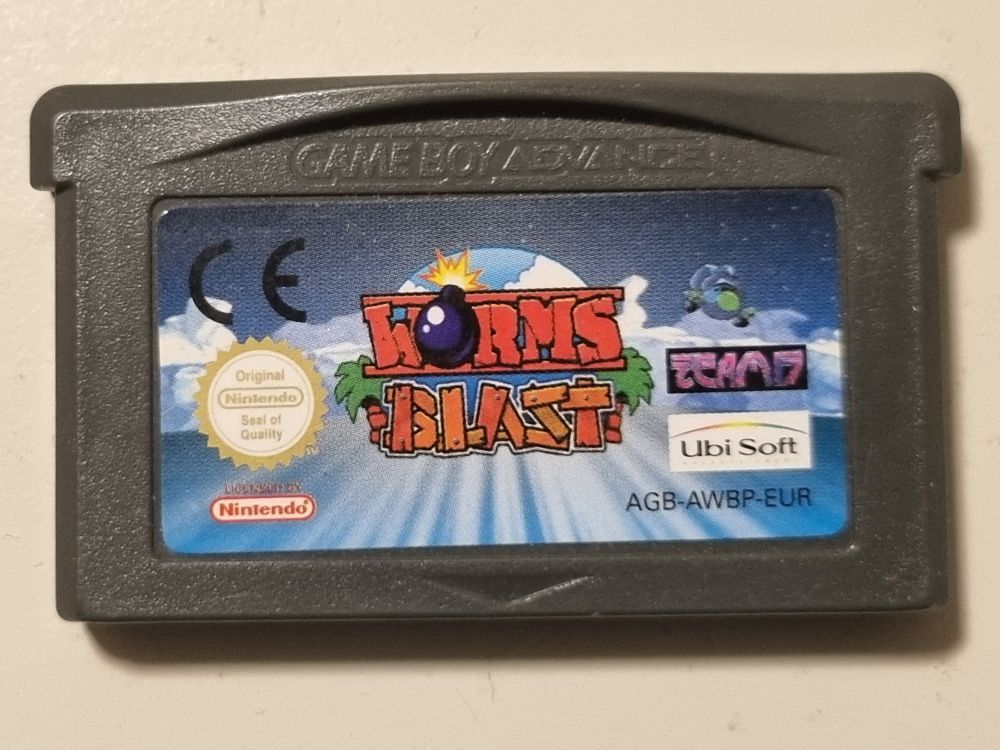 GAME BOY ADVANCE
CE
WORMS
BLAST
Original
Nintendo
Seal of
Quality
LICENSED BY
Nintendo
TEAM17
Ubi Soft
AGB-AWBP-EUR